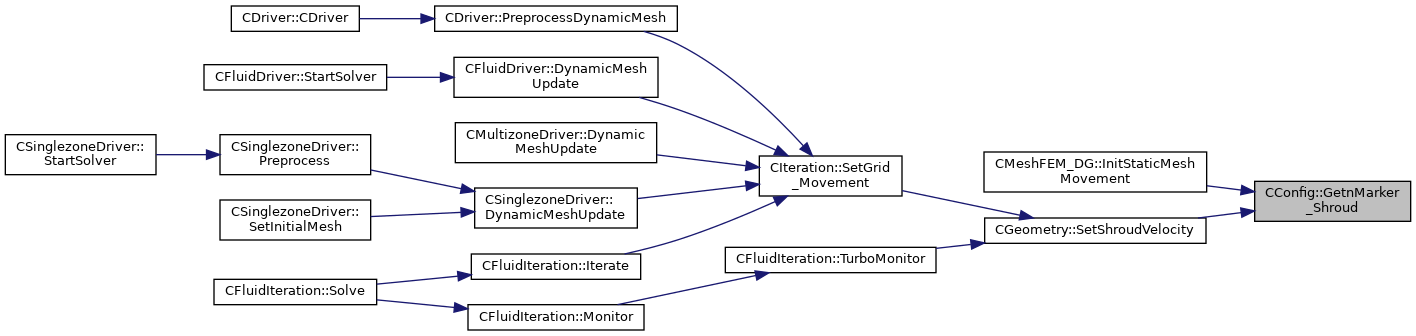 CDriver::CDriver
CDriver::PreprocessDynamicMesh
CFluidDriver::StartSolver
CFluidDriver::DynamicMesh
Update
CMultizoneDriver::Dynamic
MeshUpdate
CSinglezoneDriver::
StartSolver
CSinglezoneDriver::
Preprocess
CSinglezoneDriver::
SetInitialMesh
CSinglezoneDriver::
DynamicMeshUpdate
CIteration::SetGrid
_Movement
CMeshFEM_DG::InitStaticMesh
Movement
CConfig::GetnMarker
_Shroud
CGeometry::SetShroudVelocity
CFluidIteration::TurboMonitor
CFluidIteration::Iterate
CFluidIteration::Solve
CFluidIteration::Monitor